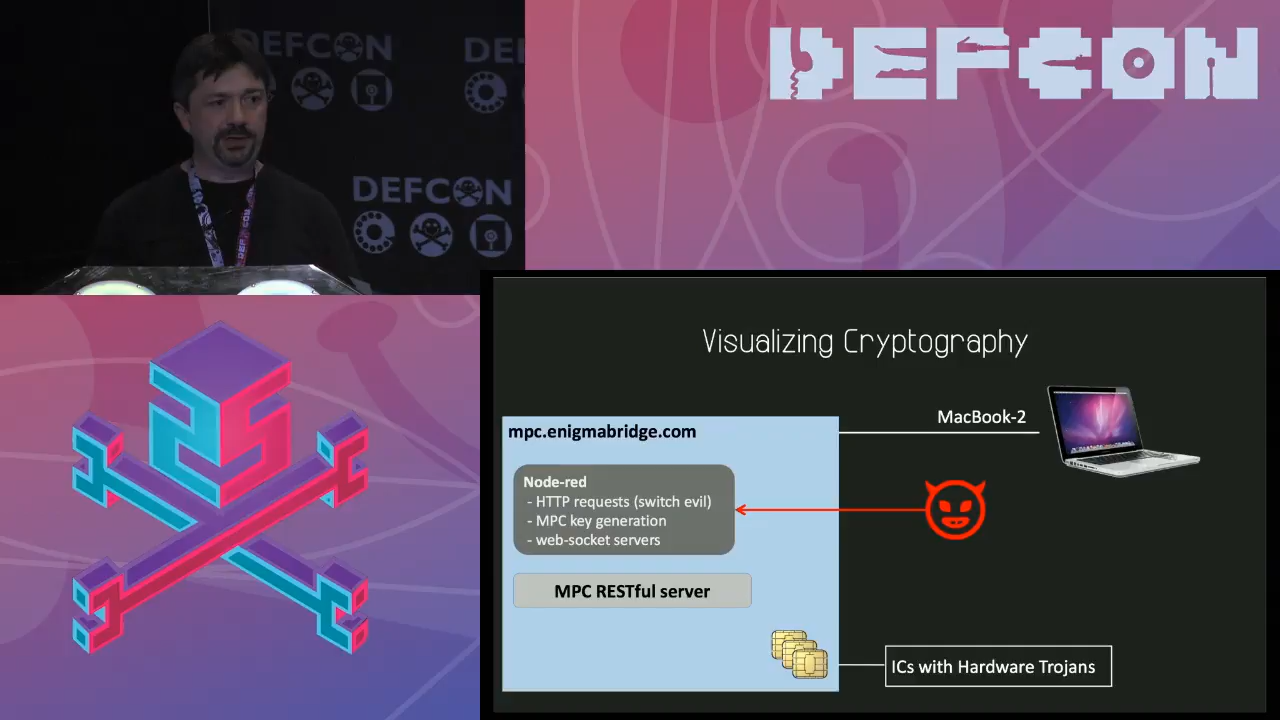 DEFCON
DEF
DEFCON
DEFCON
Visualizing Cryptography
MacBook-2
mpc.enigmabridge.com
Node-red
- HTTP requests (switch evil)
- MPC key generation
- web-socket servers
MPC RESTful server
ICs with Hardware Trojans